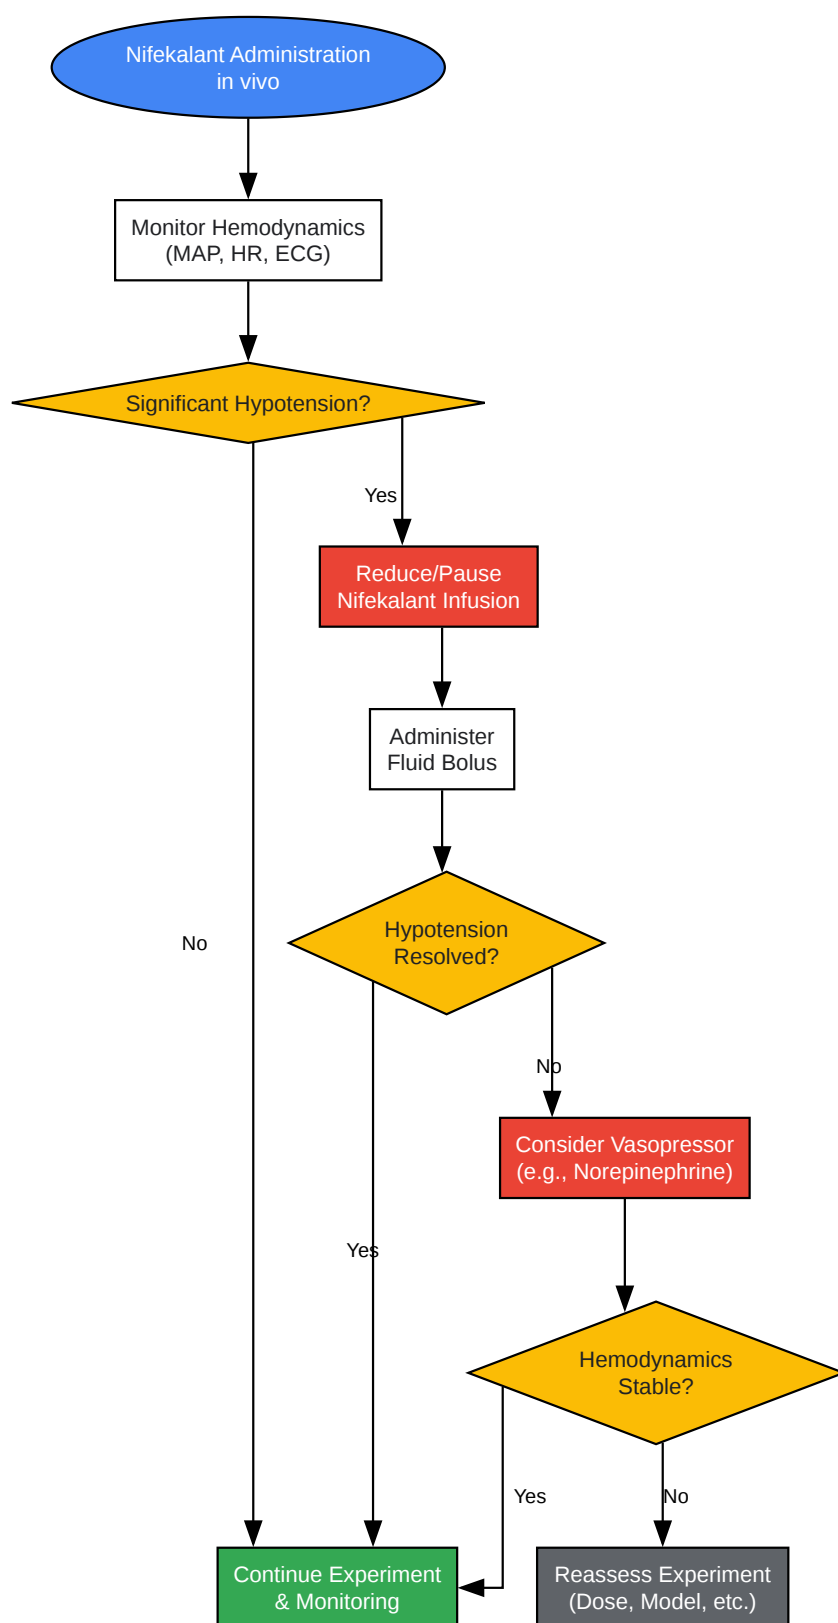 Nifekalant Administration
in vivo
Monitor Hemodynamics
(MAP, HR, ECG)
Significant Hypotension?
Yes
Reduce/Pause
Nifekalant Infusion
Administer
Fluid Bolus
No
Hypotension
Resolved?
No
Consider Vasopressor
(e.g., Norepinephrine)
Yes
Hemodynamics
Stable?
Yes
No
Continue Experiment
& Monitoring
Reassess Experiment
(Dose, Model, etc.)